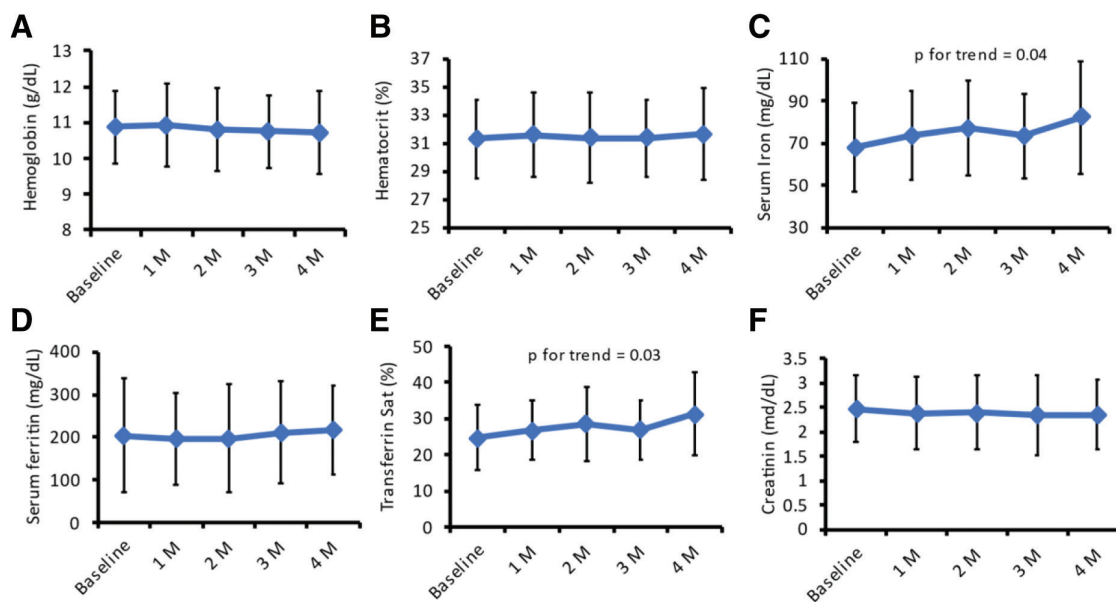 A
Hemoglobin (g/dL)
13
12
11
10
9
8
Baseline
1 M
2 M
3 M
4 M
B
Hematocrit (%)
37
35
33
31
29
27
25
Baseline
1 M
2 M
3 M
4 M
C
p for trend = 0.04
Serum Iron (mg/dL)
110
90
70
50
30
Baseline
1 M
2 M
3 M
4 M
D
Serum ferritin (mg/dL)
400
300
200
100
0
Baseline
1 M
2 M
3 M
4 M
E
p for trend = 0.03
Transferrin Sat (%)
50
40
30
20
10
0
Baseline
1 M
2 M
3 M
4 M
F
Creatinin (md/dL)
3.5
3
2.5
2
1.5
1
0.5
0
Baseline
1 M
2 M
3 M
4 M